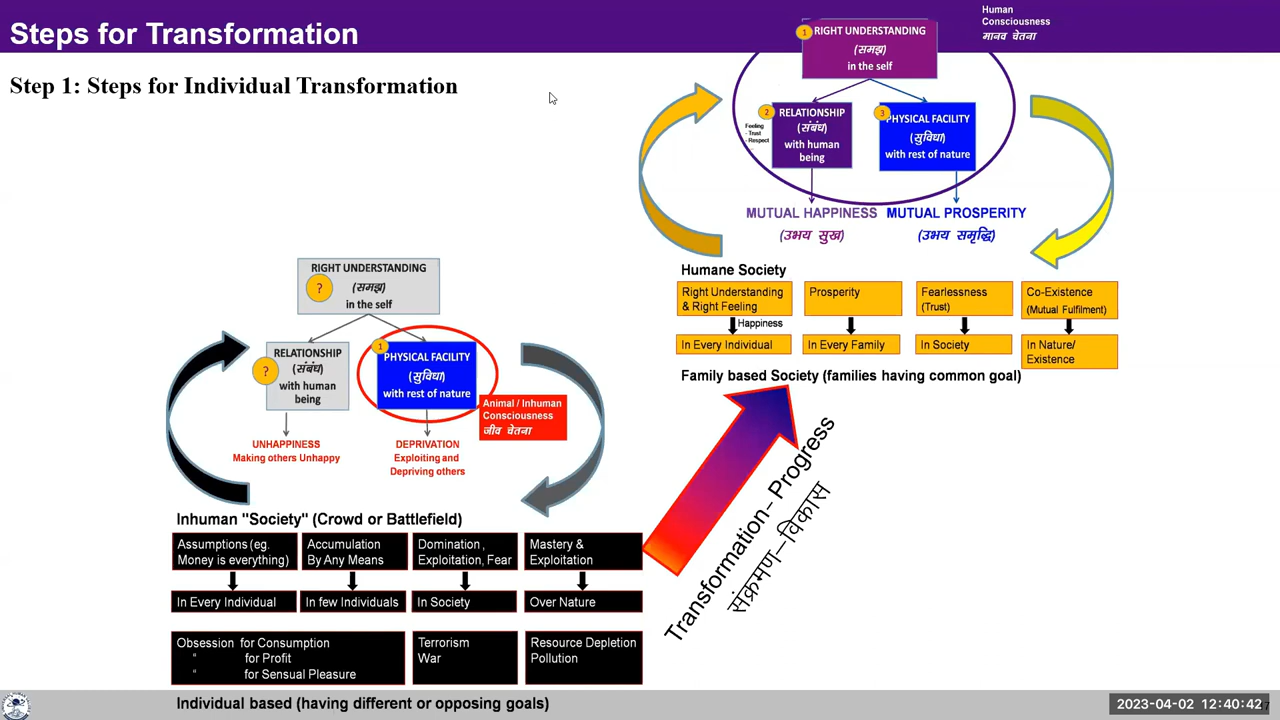 Steps for Transformation
Step 1: Steps for Individual Transformation
Human
Consciousness
मानव चेतना
1
RIGHT UNDERSTANDING
(समझ)
in the self
2
RELATIONSHIP
(संबंध)
with human
being
Feeling
- Trust
- Respect
3
PHYSICAL FACILITY
(सुविधा)
with rest of nature
MUTUAL HAPPINESS
(उभय सुख)
MUTUAL PROSPERITY
(उभय समृद्धि)
Humane Society
Right Understanding
& Right Feeling
Happiness
In Every Individual
Prosperity
In Every Family
Fearlessness
(Trust)
In Society
Co-Existence
(Mutual Fulfilment)
In Nature/
Existence
Family based Society (families having common goal)
RIGHT UNDERSTANDING
?
(समझ)
in the self
RELATIONSHIP
?
(संबंध)
with human
being
1
PHYSICAL FACILITY
(सुविधा)
with rest of nature
Animal / Inhuman
Consciousness
जीव चेतना
UNHAPPINESS
Making others Unhappy
DEPRIVATION
Exploiting and
Depriving others
Transformation– Progress
संक्रमण–विकास
Inhuman "Society" (Crowd or Battlefield)
Assumptions (eg.
Money is everything)
In Every Individual
Accumulation
By Any Means
In few Individuals
Domination ,
Exploitation, Fear
In Society
Mastery &
Exploitation
Over Nature
Obsession for Consumption
" for Profit
" for Sensual Pleasure
Terrorism
War
Resource Depletion
Pollution
Individual based (having different or opposing goals)
2023-04-02 12:40:42